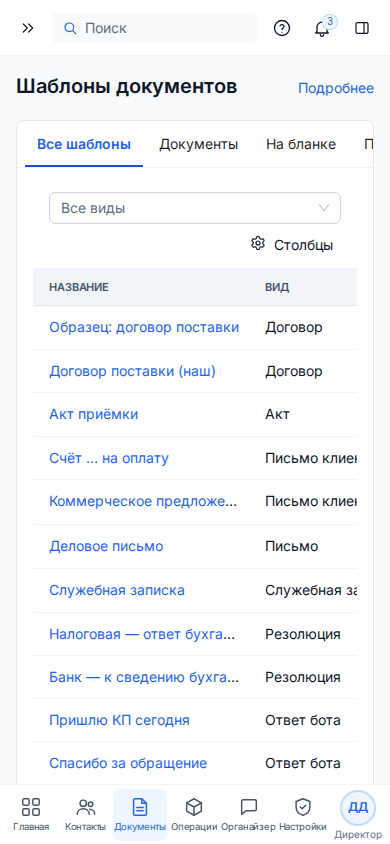 Поиск
3
Шаблоны документов
Подробнее
Все шаблоны Документы На бланке
Все виды
Столбцы
НАЗВАНИЕ ВИД
Образец: договор поставки Договор
Договор поставки (наш) Договор
Акт приёмки Акт
Счёт ... на оплату Письмо клиен
Коммерческое предложе... Письмо клиен
Деловое письмо Письмо
Служебная записка Служебная за
Налоговая — ответ бухга... Резолюция
Банк — к сведению бухга... Резолюция
Пришлю КП сегодня Ответ бота
Спасибо за обращение Ответ бота
ДД
Главная Контакты Документы Операции Органайзер Настройки
Директор